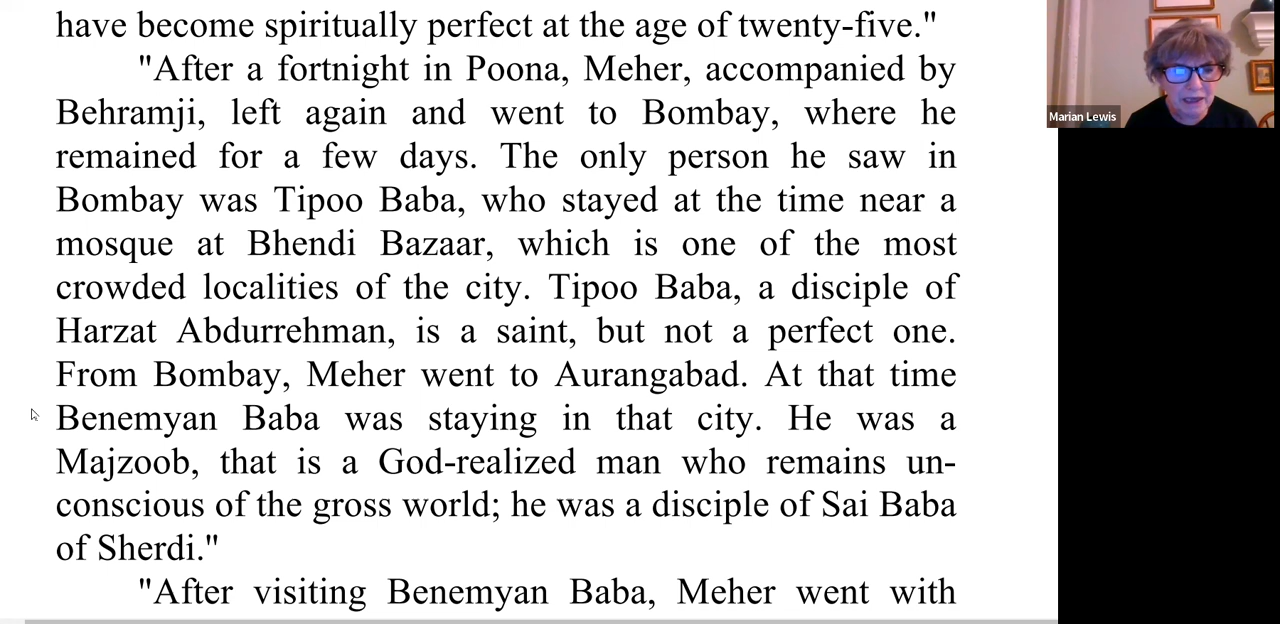 have become spiritually perfect at the age of twenty-five."
"After a fortnight in Poona, Meher, accompanied by
Behramji, left again and went to Bombay, where he
remained for a few days. The only person he saw in
Bombay was Tipoo Baba, who stayed at the time near a
mosque at Bhendi Bazaar, which is one of the most
crowded localities of the city. Tipoo Baba, a disciple of
Harzat Abdurrehman, is a saint, but not a perfect one.
From Bombay, Meher went to Aurangabad. At that time
Benemyan Baba was staying in that city. He was a
Majzoob, that is a God-realized man who remains un-
conscious of the gross world; he was a disciple of Sai Baba
of Sherdi."
"After visiting Benemyan Baba, Meher went with
Marian Lewis